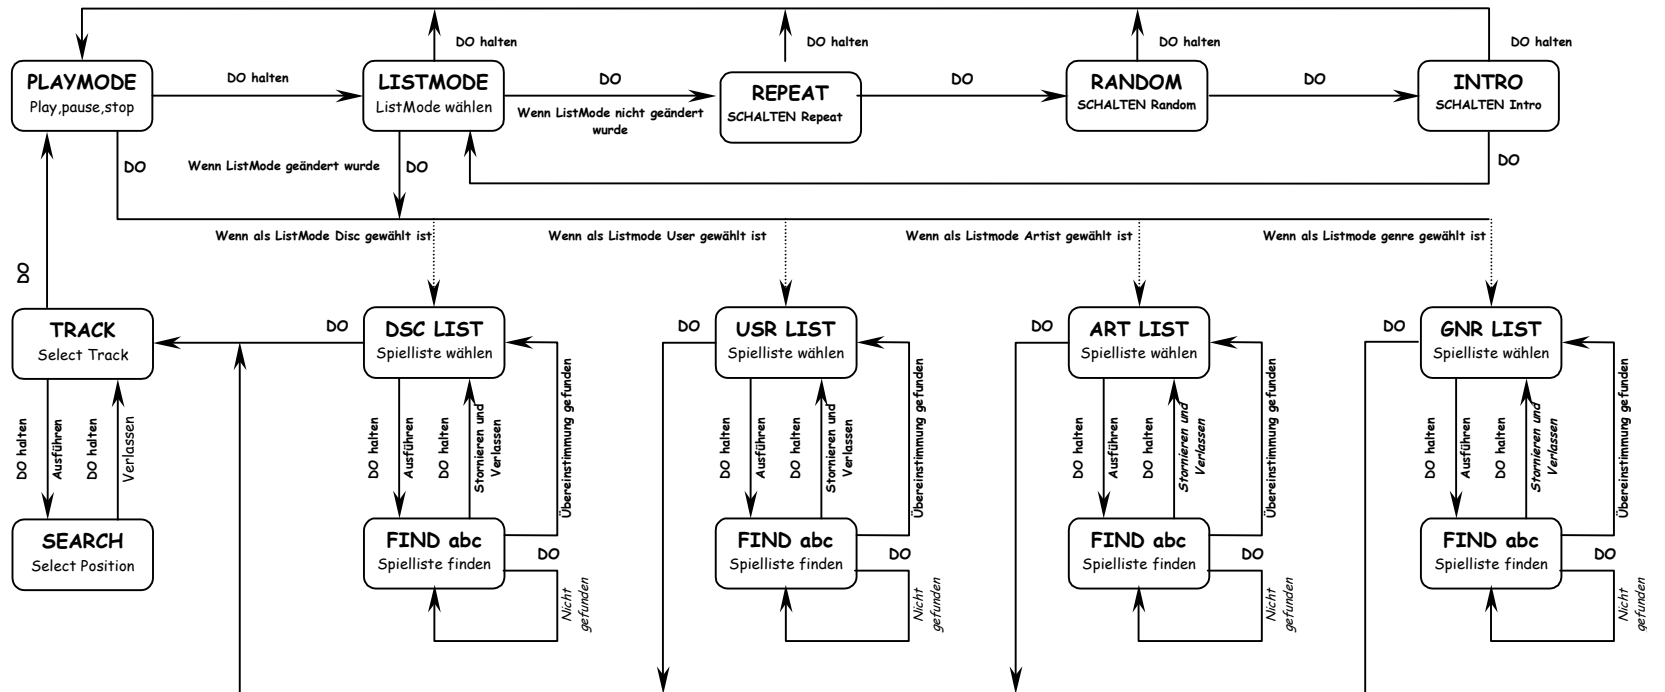 DO halten
DO halten
DO halten
DO halten
PLAYMODE
Play,pause,stop
DO halten
LISTMODE
ListMode wählen
DO
Wenn ListMode nicht geändert
wurde
REPEAT
SCHALTEN Repeat
DO
RANDOM
SCHALTEN Random
DO
INTRO
SCHALTEN Intro
DO
Wenn ListMode geändert wurde
DO
DO
Wenn als ListMode Disc gewählt ist
Wenn als Listmode User gewählt ist
Wenn als Listmode Artist gewählt ist
Wenn als Listmode genre gewählt ist
DO
TRACK
Select Track
DO
DSC LIST
Spielliste wählen
DO
USR LIST
Spielliste wählen
DO
ART LIST
Spielliste wählen
DO
GNR LIST
Spielliste wählen
DO halten
Ausführen
DO halten
Verlassen
DO halten
Ausführen
DO halten
Stornieren und
Verlassen
Übereinstimmung gefunden
DO halten
Ausführen
DO halten
Stornieren und
Verlassen
Übereinstimmung gefunden
DO halten
Ausführen
DO halten
Stornieren und
Verlassen
Übereinstimmung gefunden
DO halten
Ausführen
DO halten
Stornieren und
Verlassen
Übereinstimmung gefunden
SEARCH
Select Position
FIND abc
Spielliste finden
DO
Nicht
gefunden
FIND abc
Spielliste finden
DO
Nicht
gefunden
FIND abc
Spielliste finden
DO
Nicht
gefunden
FIND abc
Spielliste finden
DO
Nicht
gefunden